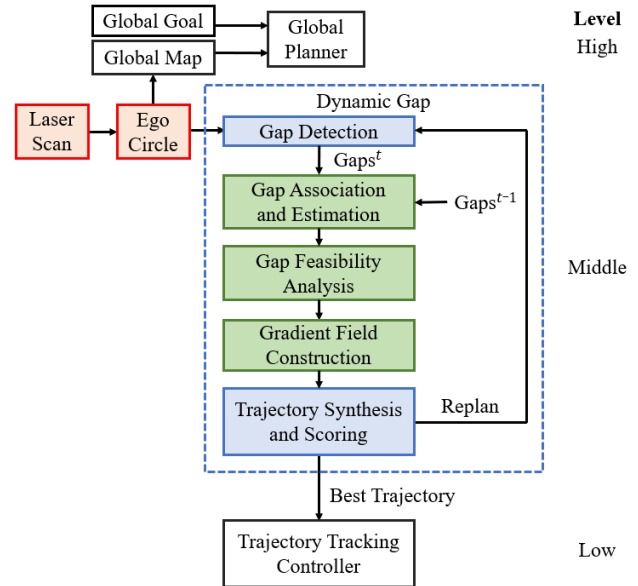 Global Goal
Global Map
Global
Planner
Level
High
Laser
Scan
Ego
Circle
Dynamic Gap
Gap Detection
Gapsᵗ
Gap Association
and Estimation
Gapsᵗ⁻¹
Gap Feasibility
Analysis
Middle
Gradient Field
Construction
Trajectory Synthesis
and Scoring
Replan
Best Trajectory
Trajectory Tracking
Controller
Low